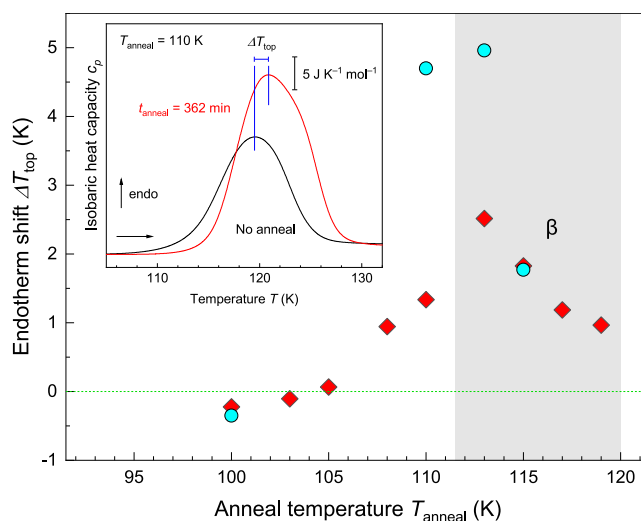 5
4
3
2
1
0
-1
Endotherm shift ΔT_top (K)
95 100 105 110 115 120
Anneal temperature T_anneal (K)
β
T_anneal = 110 K
ΔT_top
5 J K⁻¹ mol⁻¹
t_anneal = 362 min
endo
No anneal
Isobaric heat capacity c_p
110 120 130
Temperature T (K)